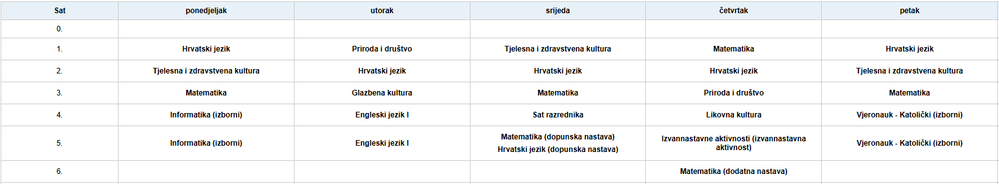 Sat ponedjeljak utorak srijeda četvrtak petak
0.
1. Hrvatski jezik Priroda i društvo Tjelesna i zdravstvena kultura Matematika Hrvatski jezik
2. Tjelesna i zdravstvena kultura Hrvatski jezik Hrvatski jezik Hrvatski jezik Tjelesna i zdravstvena kultura
3. Matematika Glazbena kultura Matematika Priroda i društvo Matematika
4. Informatika (izborni) Engleski jezik I Sat razrednika Likovna kultura Vjeronauk - Katolički (izborni)
5. Informatika (izborni) Engleski jezik I Matematika (dopunska nastava)
Hrvatski jezik (dopunska nastava) Izvannastavne aktivnosti (izvannastavna
aktivnost) Vjeronauk - Katolički (izborni)
6. Matematika (dodatna nastava)